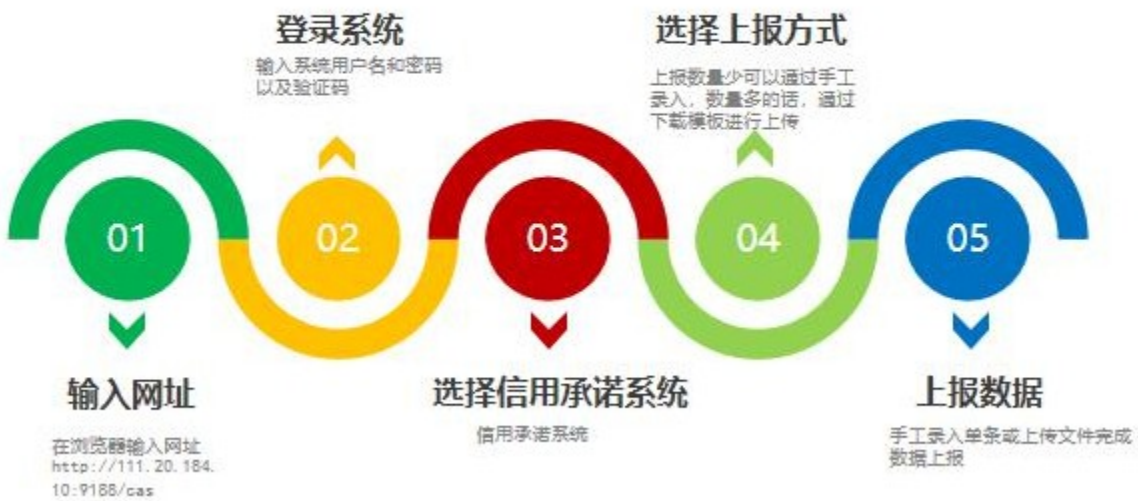 登录系统
输入系统用户名和密码
以及验证码
选择上报方式
上报数量少可以通过手工
录入，数量多的话，通过
下载模板进行上传
01
02
03
04
05
输入网址
在浏览器输入网址
http://111.20.184.
10:9188/cas
选择信用承诺系统
信用承诺系统
上报数据
手工录入单条或上传文件完成
数据上报